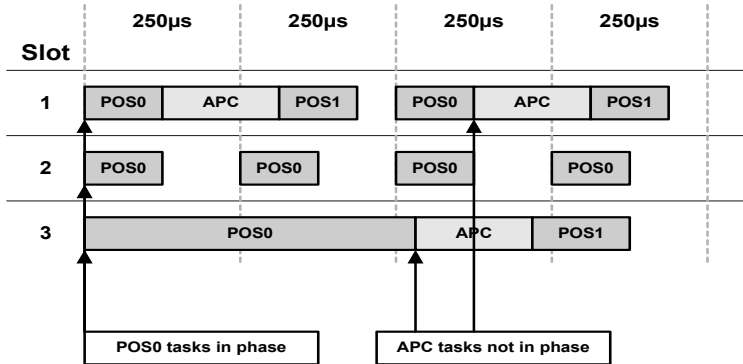 250µs 250µs 250µs 250µs
Slot
1 POS0 APC POS1 POS0 APC POS1
2 POS0 POS0 POS0 POS0
3 POS0 APC POS1
POS0 tasks in phase APC tasks not in phase